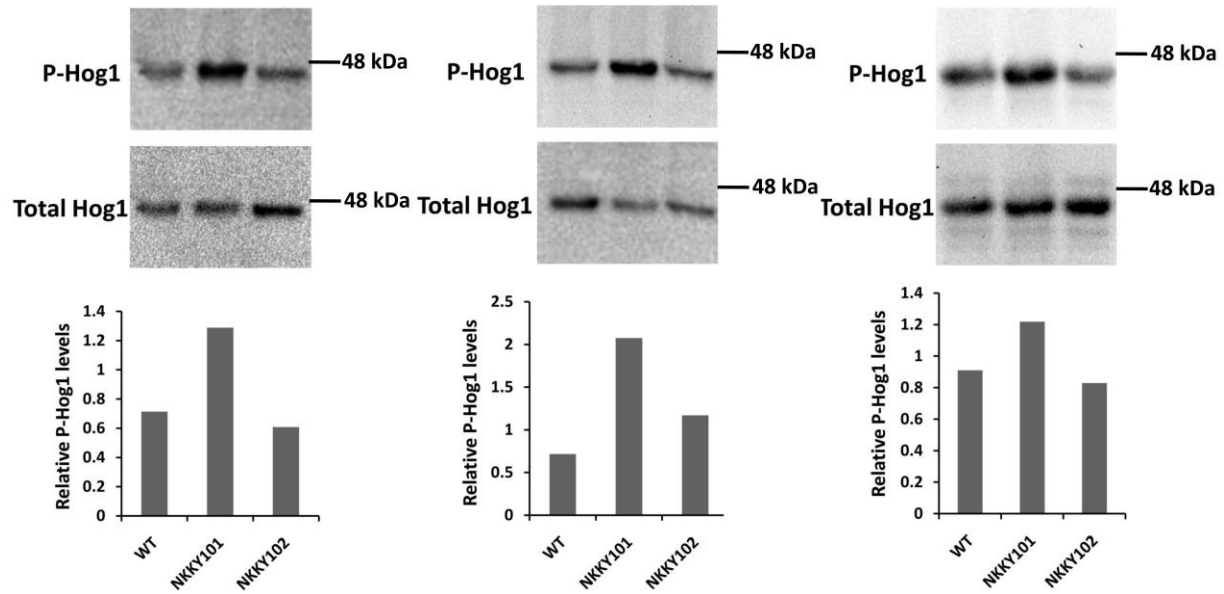 P-Hog1
48 kDa
Total Hog1
48 kDa
Relative P-Hog1 levels
1.4
1.2
1
0.8
0.6
0.4
0.2
0
WT
NKKY101
NKKY102
P-Hog1
48 kDa
Total Hog1
48 kDa
Relative P-Hog1 levels
2.5
2
1.5
1
0.5
0
WT
NKKY101
NKKY102
P-Hog1
48 kDa
Total Hog1
48 kDa
Relative P-Hog1 levels
1.4
1.2
1
0.8
0.6
0.4
0.2
0
WT
NKKY101
NKKY102